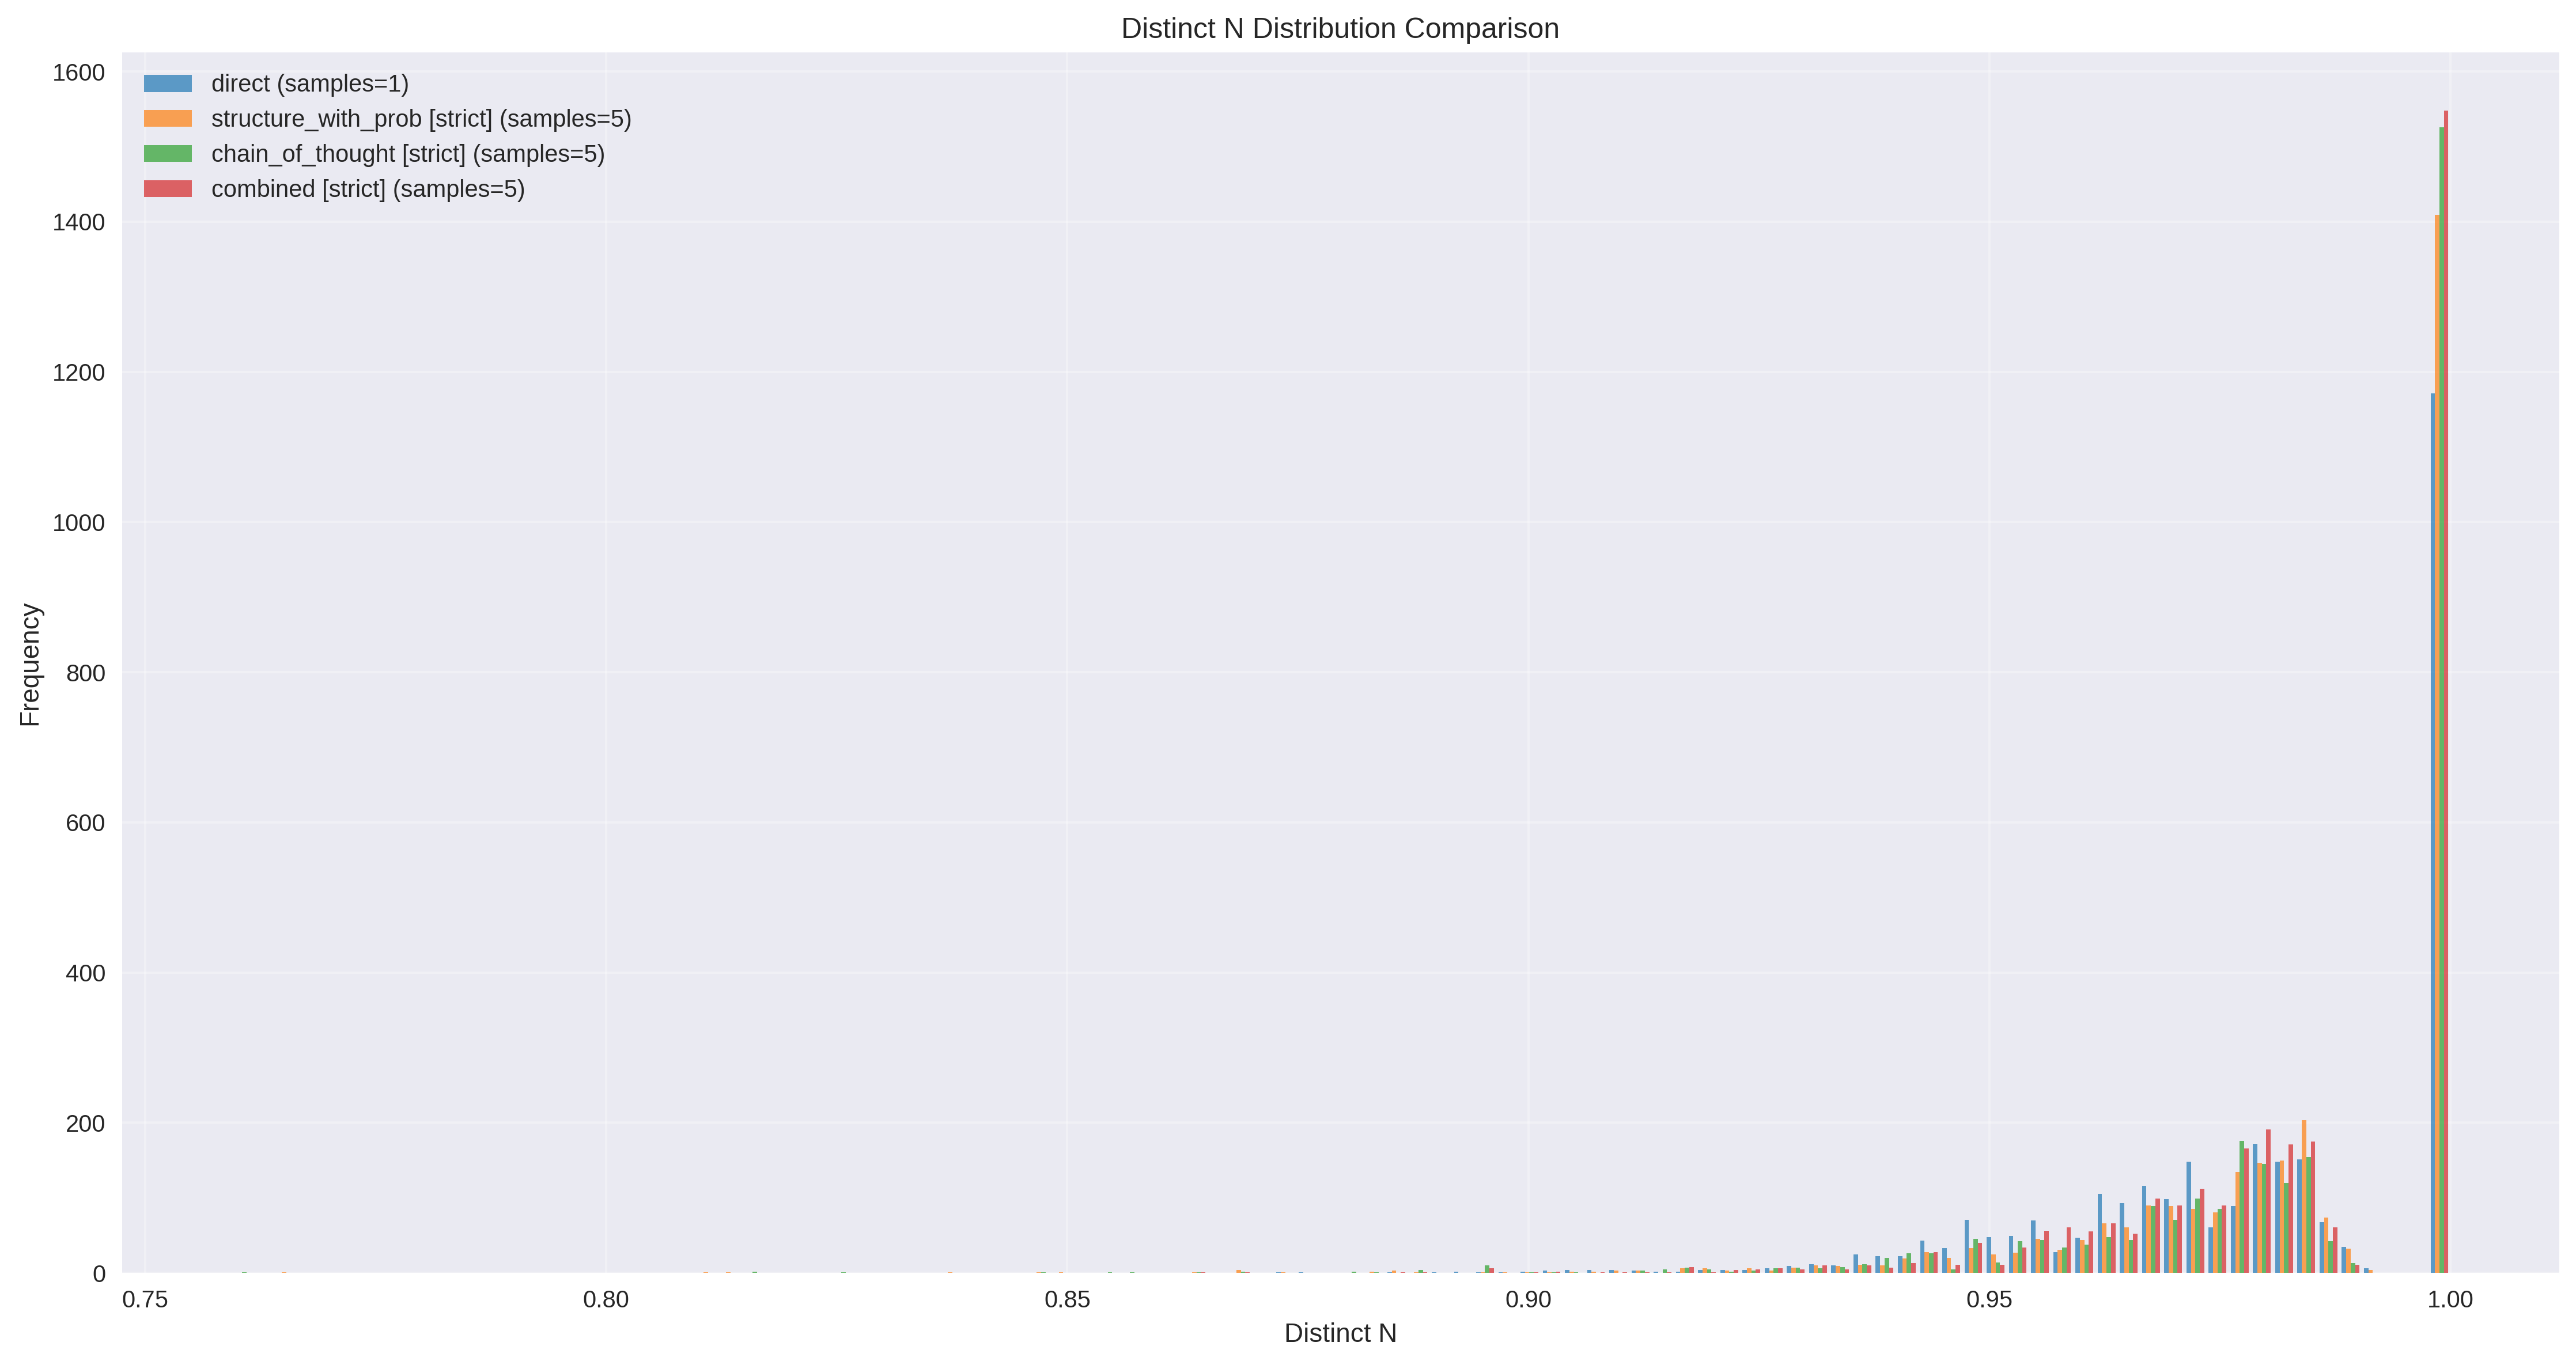 Distinct N Distribution Comparison
direct (samples=1)
structure_with_prob [strict] (samples=5)
chain_of_thought [strict] (samples=5)
combined [strict] (samples=5)
Frequency
1600
1400
1200
1000
800
600
400
200
0
0.75 0.80 0.85 0.90 0.95 1.00
Distinct N